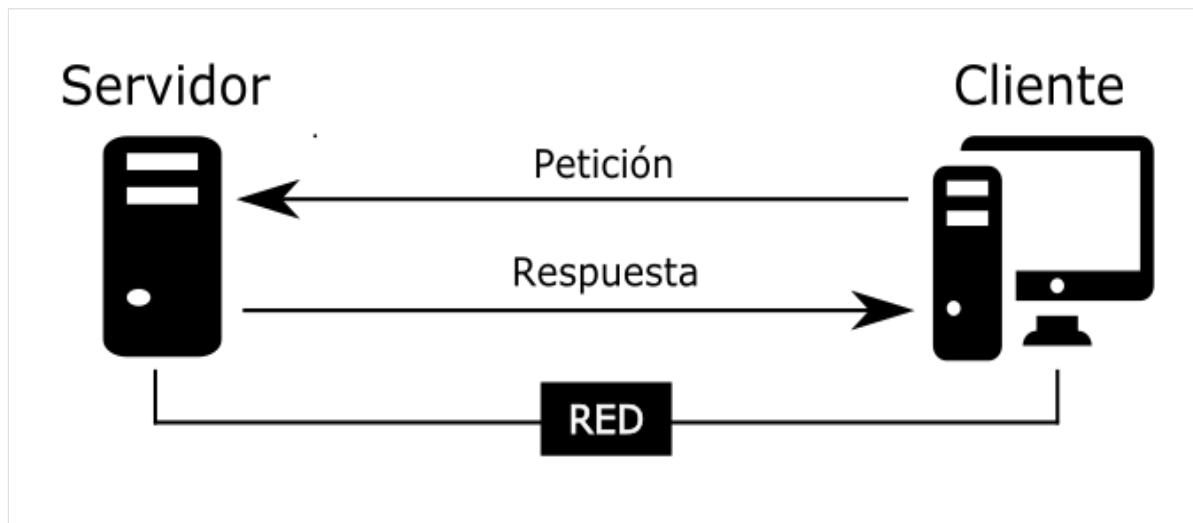 Servidor
Cliente
Petición
Respuesta
RED